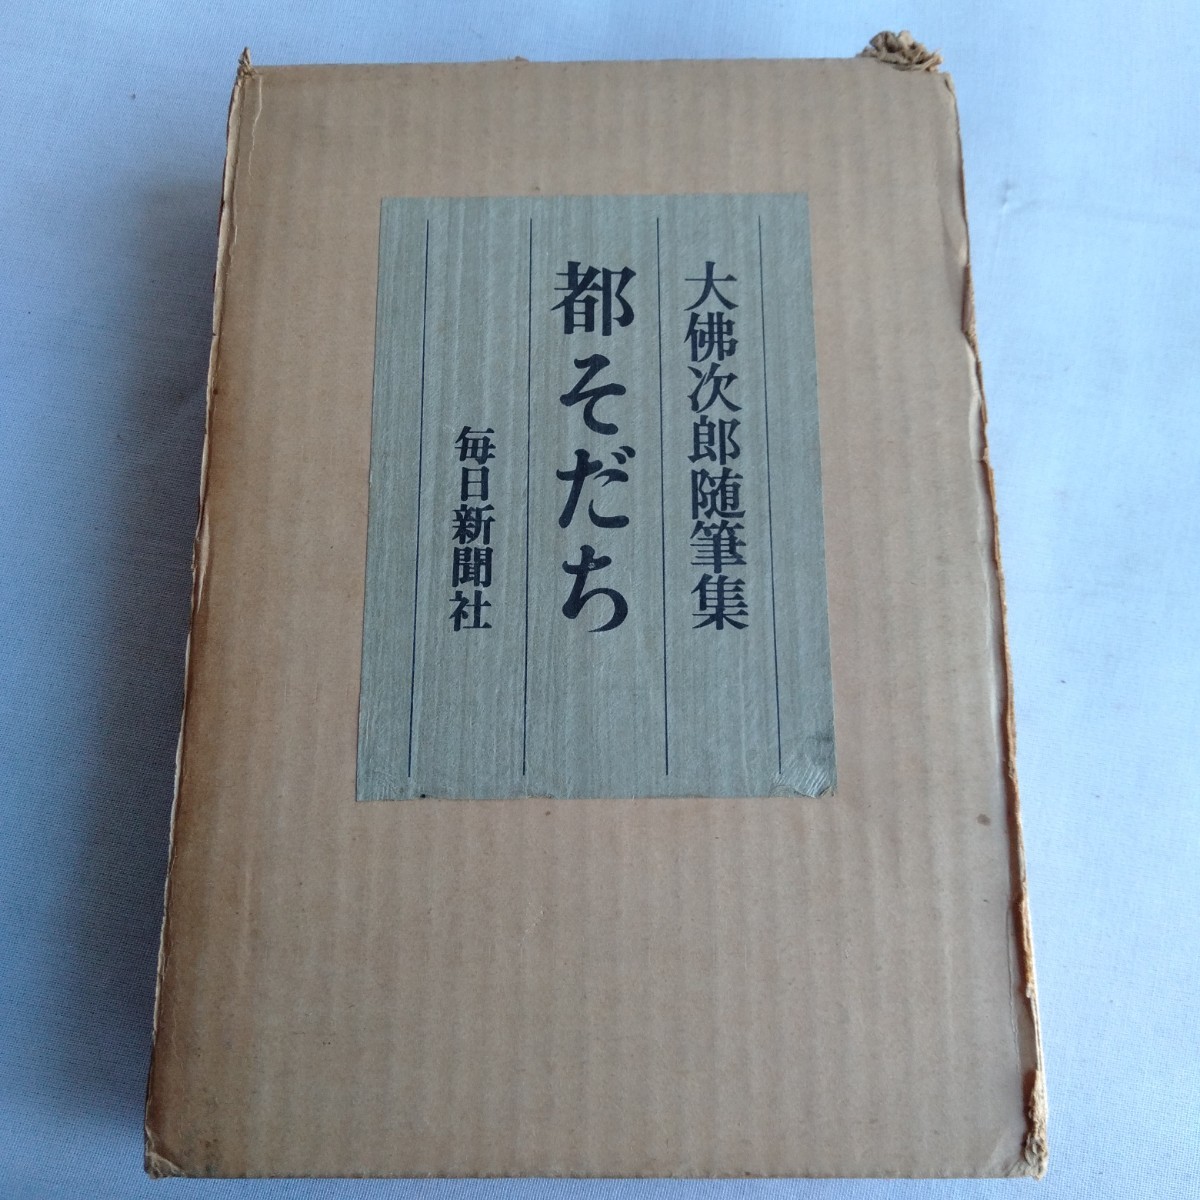 大佛次郎随筆集
都そだち
毎日新聞社